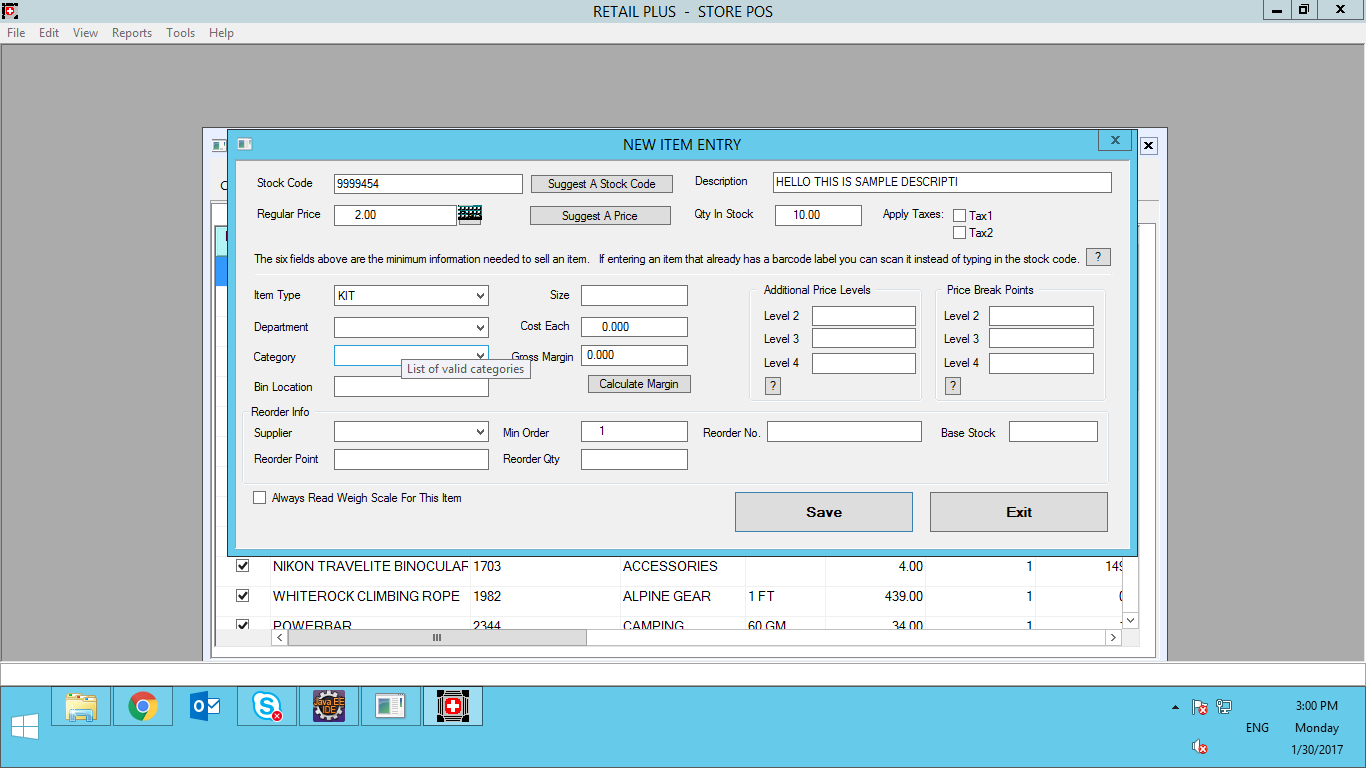 RETAIL PLUS - STORE POS
File Edit View Reports Tools Help
NEW ITEM ENTRY
Stock Code 9999454 Suggest A Stock Code Description HELLO THIS IS SAMPLE DESCRIPTI
Regular Price 2.00 Suggest A Price Qty In Stock 10.00 Apply Taxes: Tax1
Tax2
The six fields above are the minimum information needed to sell an item. If entering an item that already has a barcode label you can scan it instead of typing in the stock code. ?
Additional Price Levels Price Break Points
Item Type KIT Size
Level 2 Level 2
Department Cost Each 0.000
Level 3 Level 3
Category Gross Margin 0.000
Level 4 Level 4
List of valid categories
Bin Location Calculate Margin ? ?
Reorder Info
Supplier Min Order 1 Reorder No. Base Stock
Reorder Point Reorder Qty
Always Read Weigh Scale For This Item
Save Exit
NIKON TRAVELITE BINOCULAR 1703 ACCESSORIES 4.00 1 149
WHITEROCK CLIMBING ROPE 1982 ALPINE GEAR 1 FT 439.00 1
POWERBAR 2344 CAMPING 60 GM 34.00 1
Java EE
IDE
3:00 PM
ENG Monday
1/30/2017